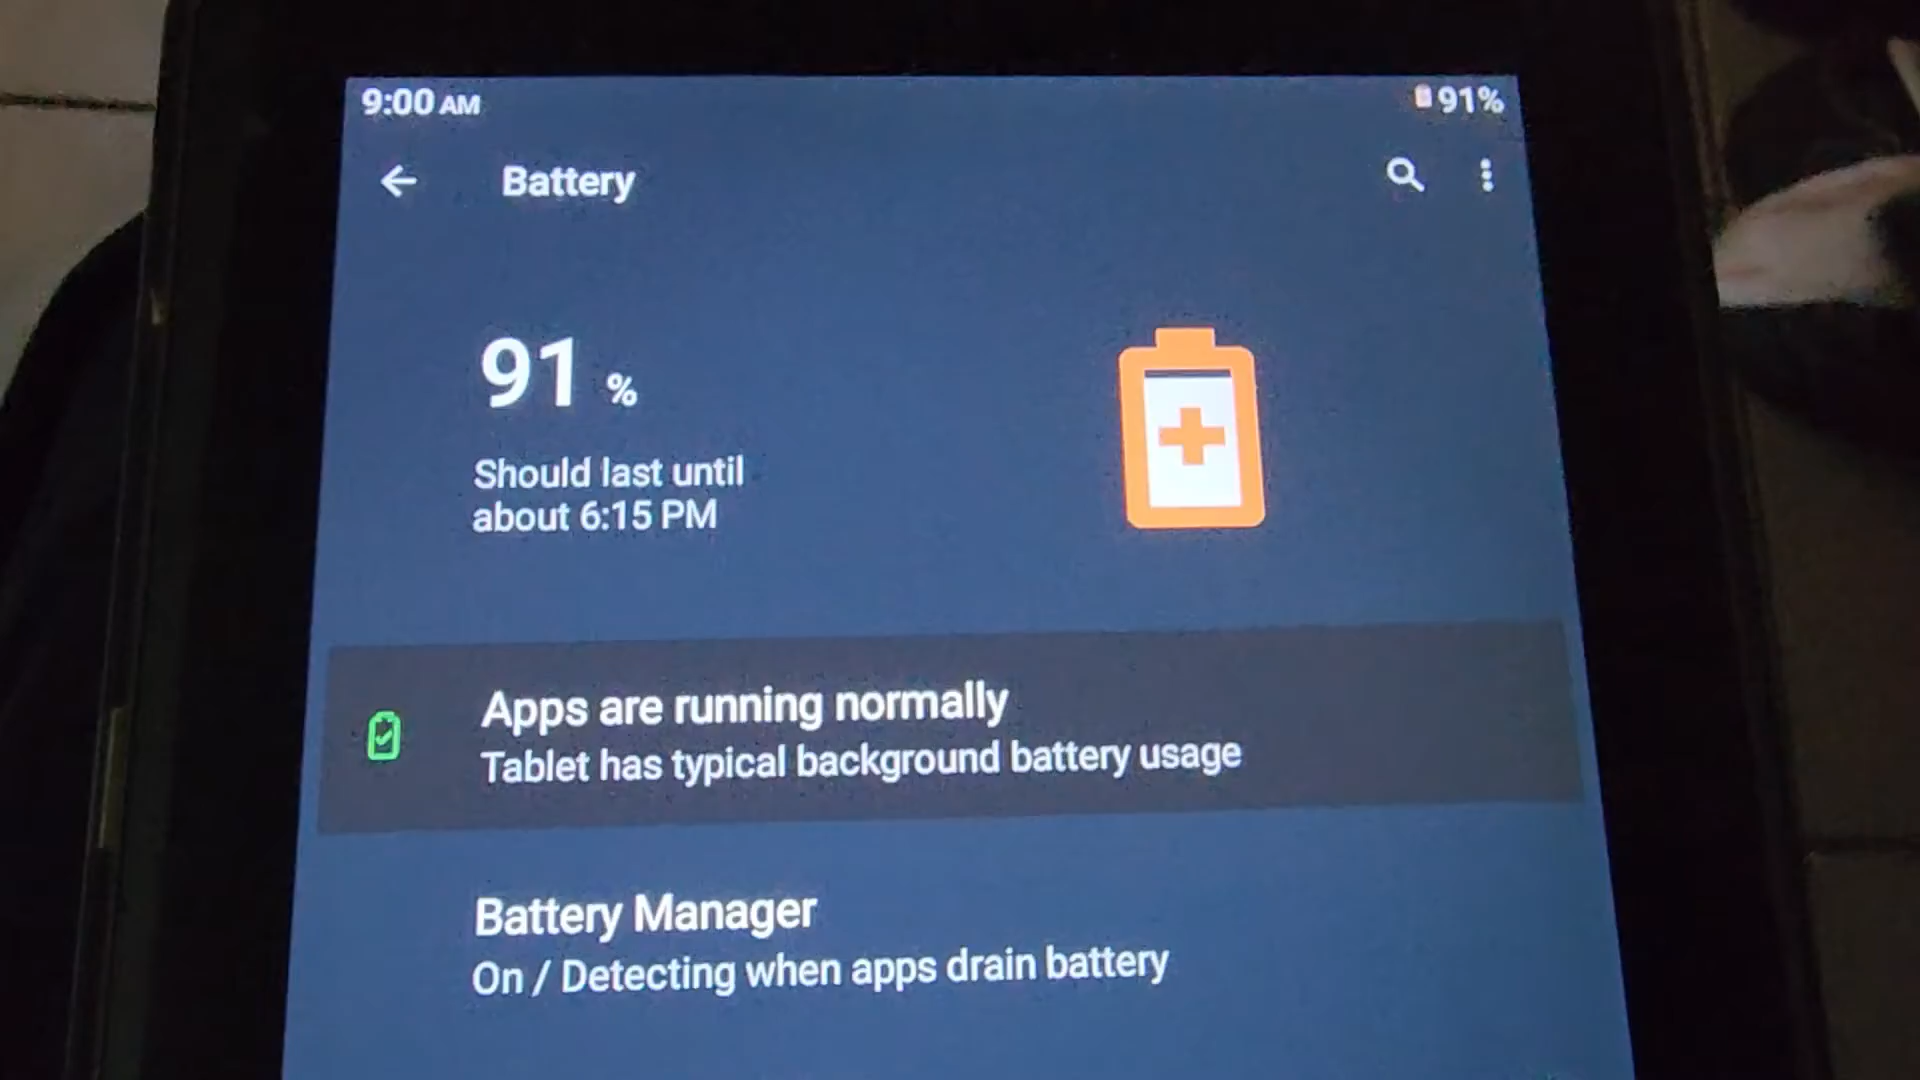 9:00 AM 91%
Battery
91 %
Should last until
about 6:15 PM
Apps are running normally
Tablet has typical background battery usage
Battery Manager
On / Detecting when apps drain battery